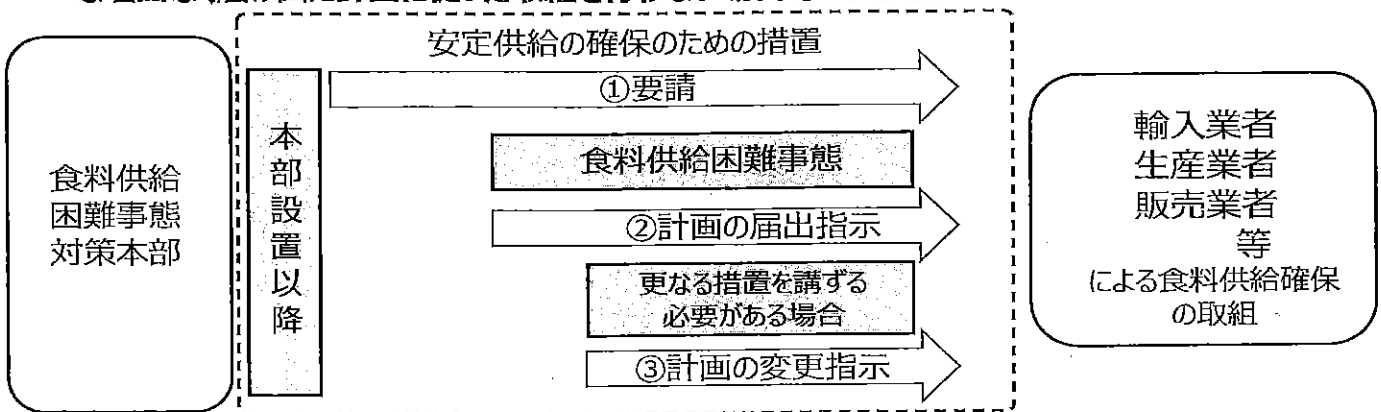 安定供給の確保のための措置
①要請
食料供給
困難事態
対策本部
本部設置以降
食料供給困難事態
②計画の届出指示
更なる措置を講ずる
必要がある場合
③計画の変更指示
輸入業者
生産業者
販売業者
等
による食料供給確保
の取組